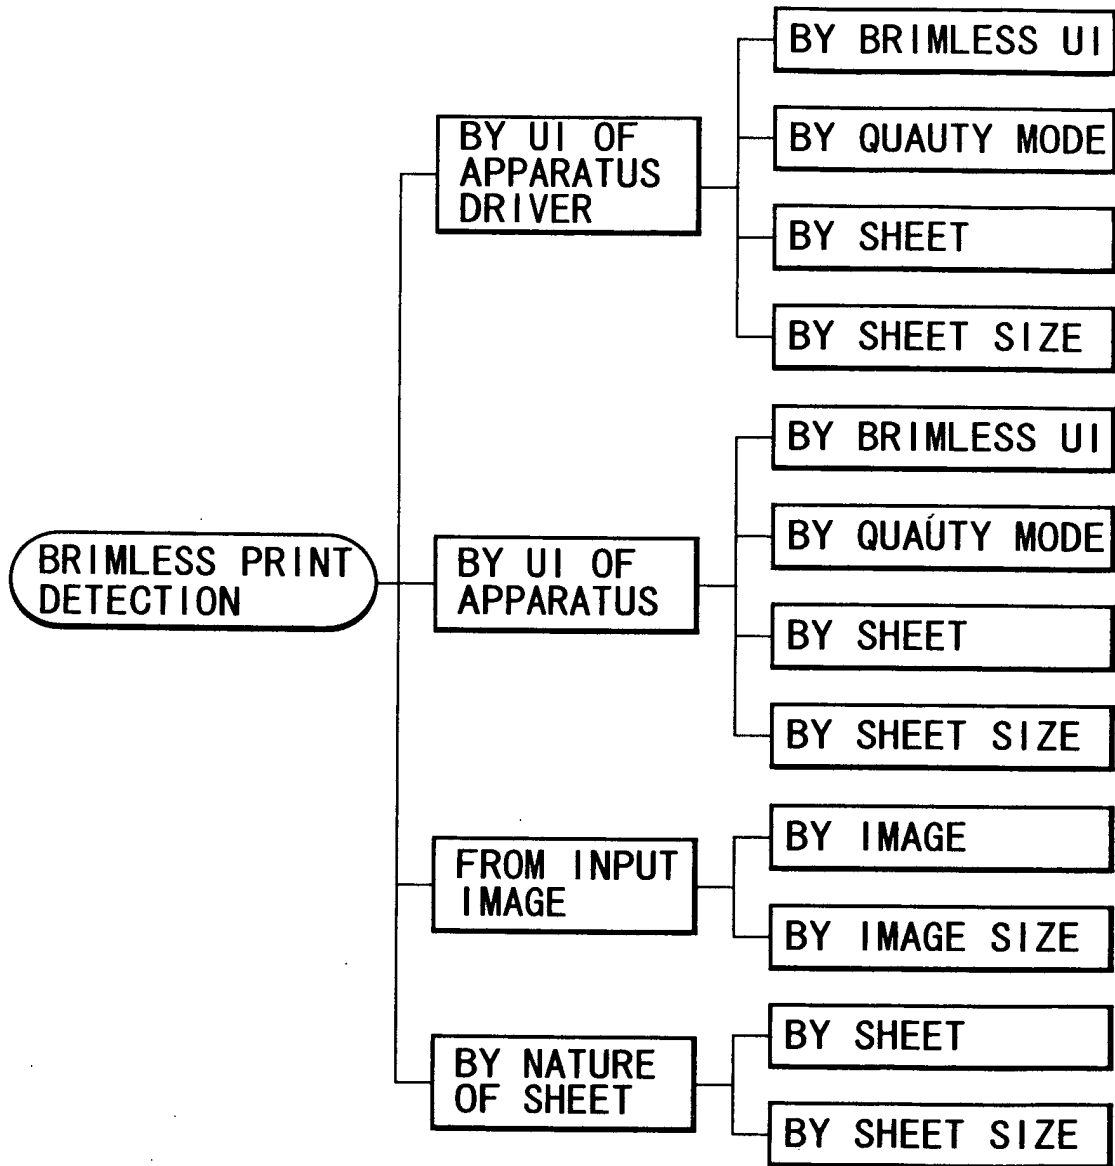 BRIMLESS PRINT
DETECTION
BY UI OF
APPARATUS
DRIVER
BY BRIMLESS UI
BY QUAUTY MODE
BY SHEET
BY SHEET SIZE
BY UI OF
APPARATUS
BY BRIMLESS UI
BY QUAUTY MODE
BY SHEET
BY SHEET SIZE
FROM INPUT
IMAGE
BY IMAGE
BY IMAGE SIZE
BY NATURE
OF SHEET
BY SHEET
BY SHEET SIZE